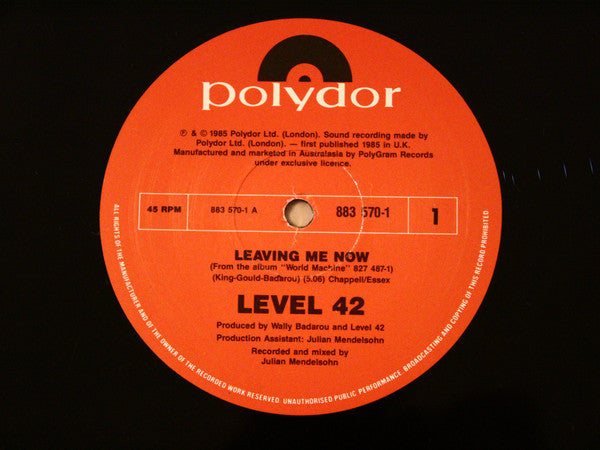 polydor
℗ & © 1985 Polydor Ltd. (London). Sound recording made by
Polydor Ltd. (London). — first published 1985 in U.K.
Manufactured and marketed in Australasia by PolyGram Records
under exclusive licence.
45 RPM
883 570-1 A
883 570-1
1
LEAVING ME NOW
(From the album "World Machine" 827 487-1)
(King-Gould-Badarou) (5.06) Chappell/Essex
LEVEL 42
Produced by Wally Badarou and Level 42
Production Assistant: Julian Mendelsohn
Recorded and mixed by
Julian Mendelsohn
ALL RIGHTS OF THE MANUFACTURER AND OF THE OWNER OF THE RECORDED WORK RESERVED. UNAUTHORISED PUBLIC PERFORMANCE, BROADCASTING AND COPYING OF THIS RECORD PROHIBITED